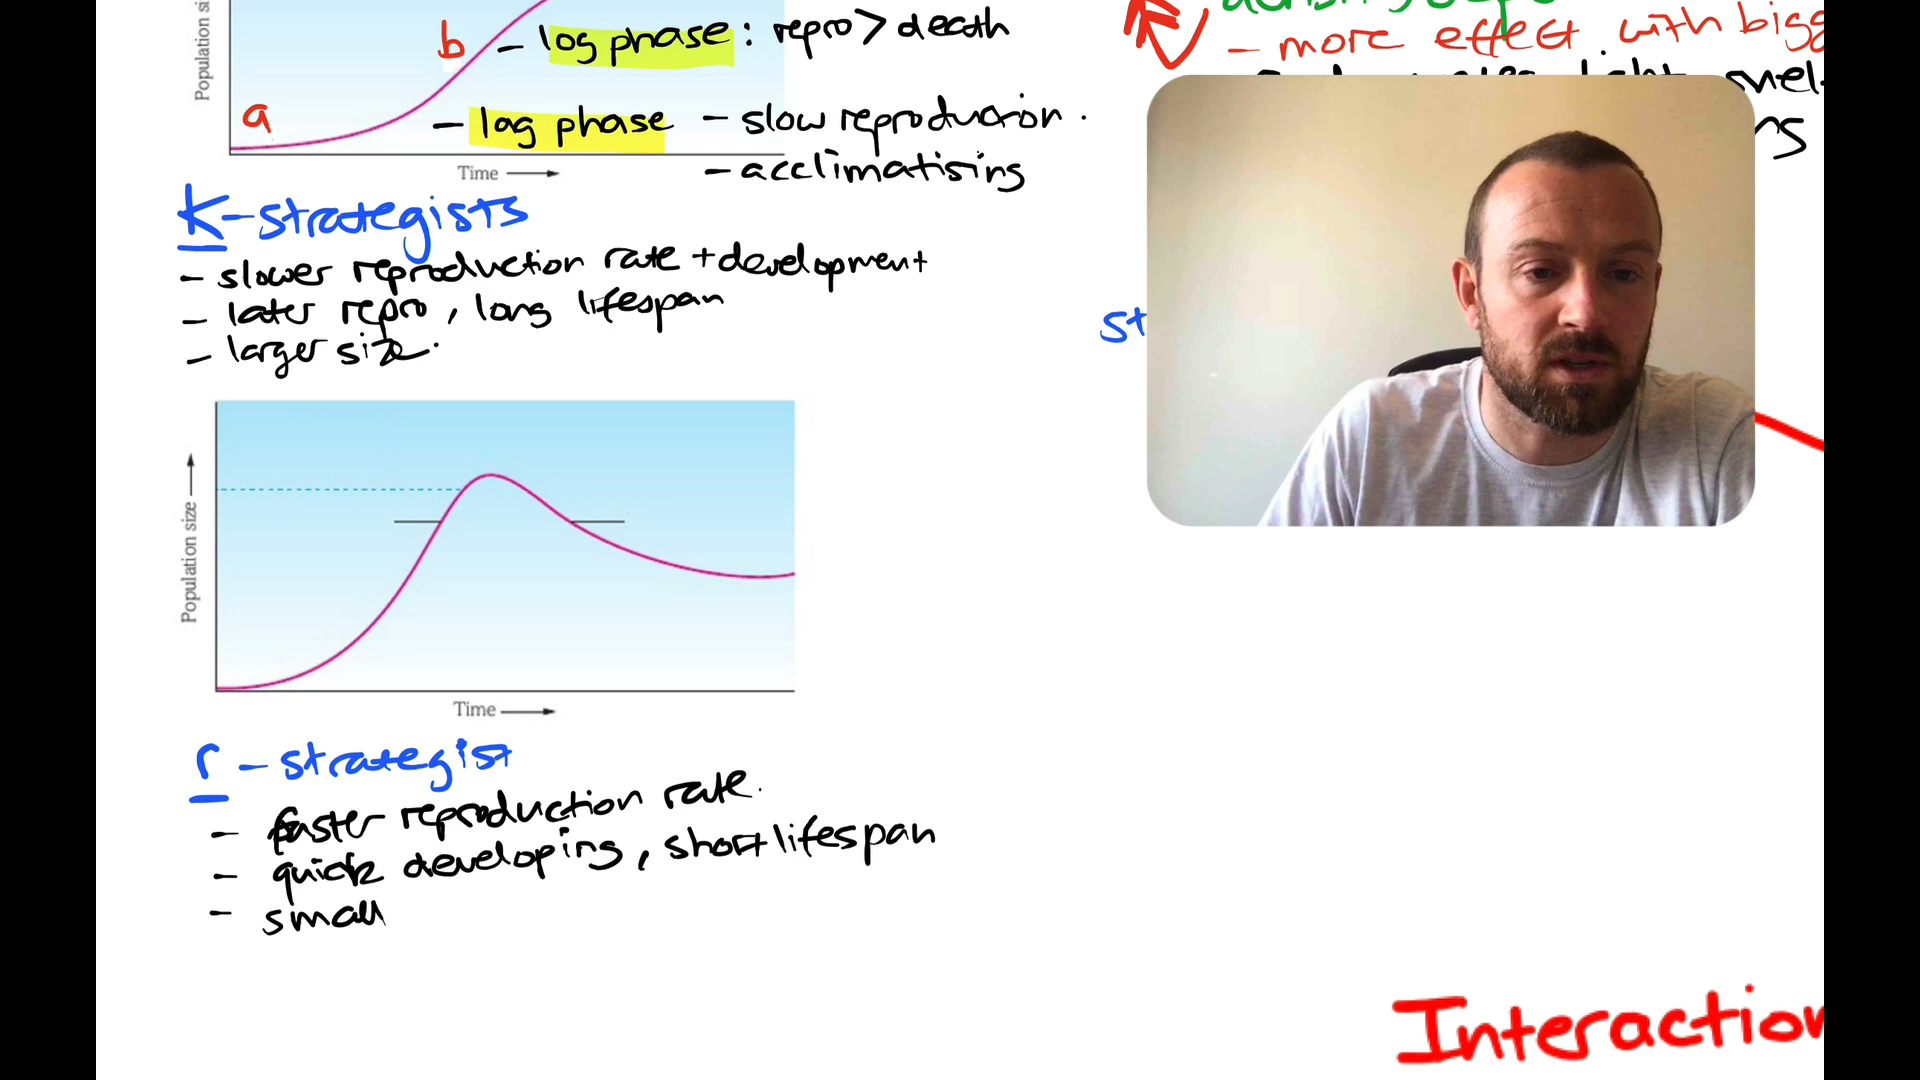 Population si
b – log phase : repro > death
a
– lag phase – slow reproduction .
– acclimatising
Time
K-strategists
– slower reproduction rate + development
– later repro , long lifespan
– larger size.
Population size
Time
r – strategist
– faster reproduction rate.
– quick developing , short lifespan
– small
– more effect with bigg
st
Interaction